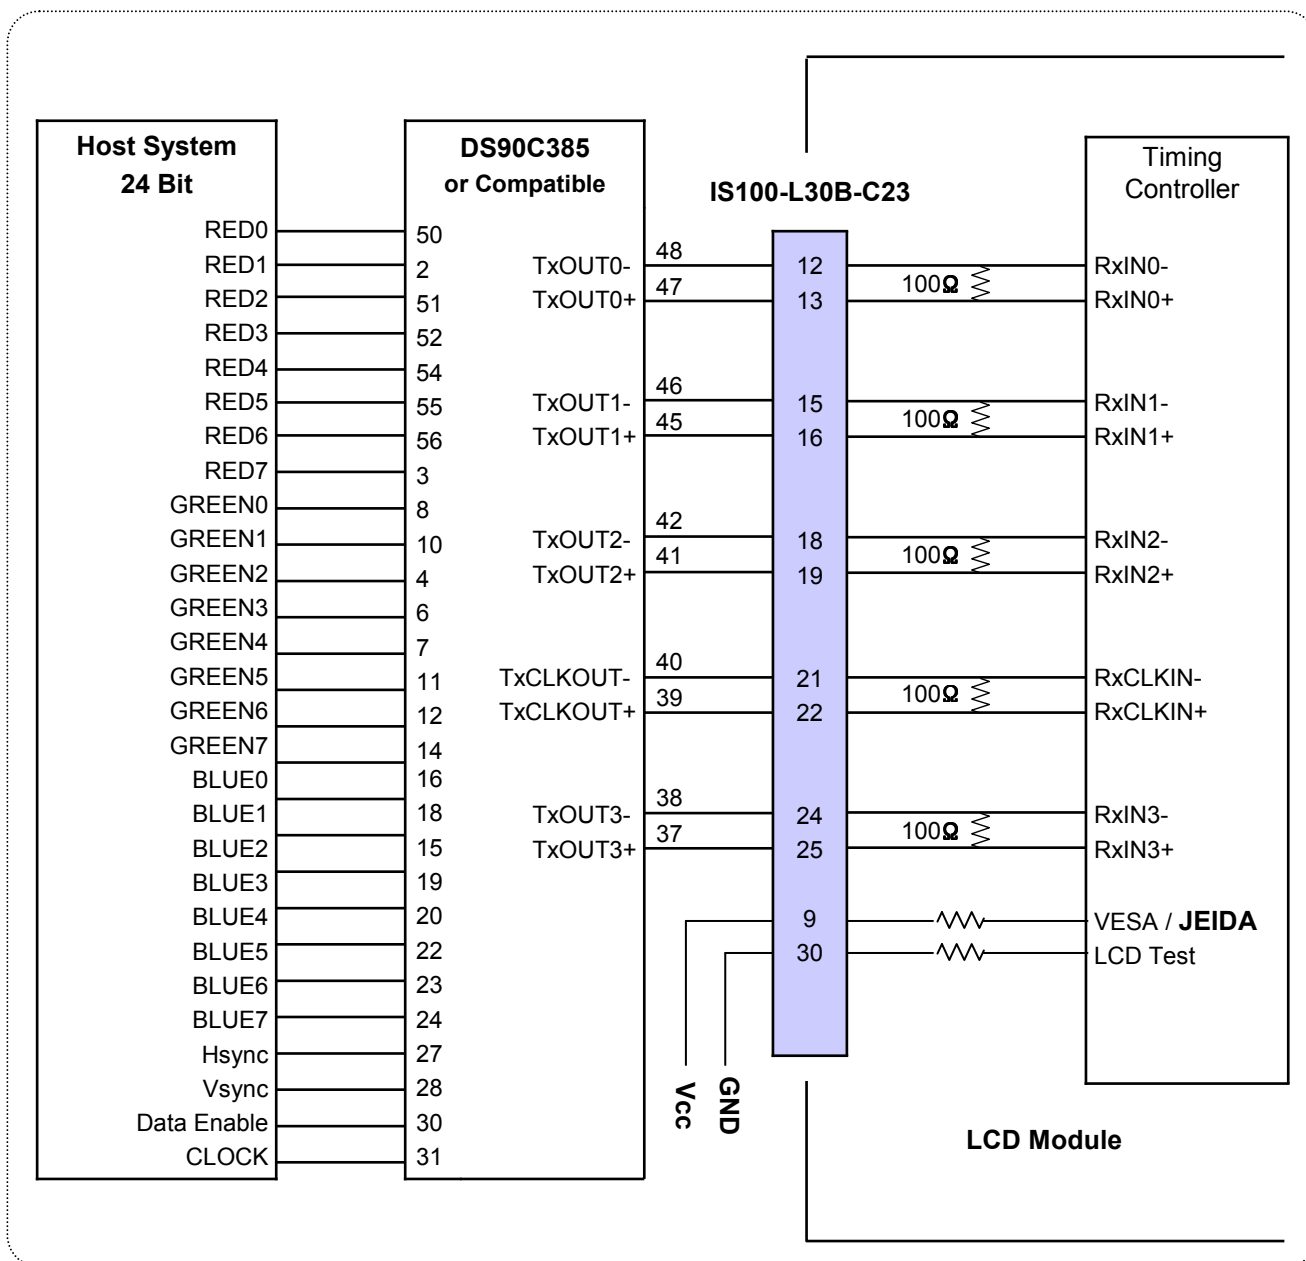 Host System
24 Bit
RED0
RED1
RED2
RED3
RED4
RED5
RED6
RED7
GREEN0
GREEN1
GREEN2
GREEN3
GREEN4
GREEN5
GREEN6
GREEN7
BLUE0
BLUE1
BLUE2
BLUE3
BLUE4
BLUE5
BLUE6
BLUE7
Hsync
Vsync
Data Enable
CLOCK
DS90C385
or Compatible
50
2
51
52
54
55
56
3
8
10
4
6
7
11
12
14
16
18
15
19
20
22
23
24
27
28
30
31
TxOUT0-
TxOUT0+
TxOUT1-
TxOUT1+
TxOUT2-
TxOUT2+
TxCLKOUT-
TxCLKOUT+
TxOUT3-
TxOUT3+
48
47
46
45
42
41
40
39
38
37
Vcc
GND
IS100-L30B-C23
12
13
15
16
18
19
21
22
24
25
9
30
100Ω
100Ω
100Ω
100Ω
100Ω
Timing
Controller
RxIN0-
RxIN0+
RxIN1-
RxIN1+
RxIN2-
RxIN2+
RxCLKIN-
RxCLKIN+
RxIN3-
RxIN3+
VESA / JEIDA
LCD Test
LCD Module